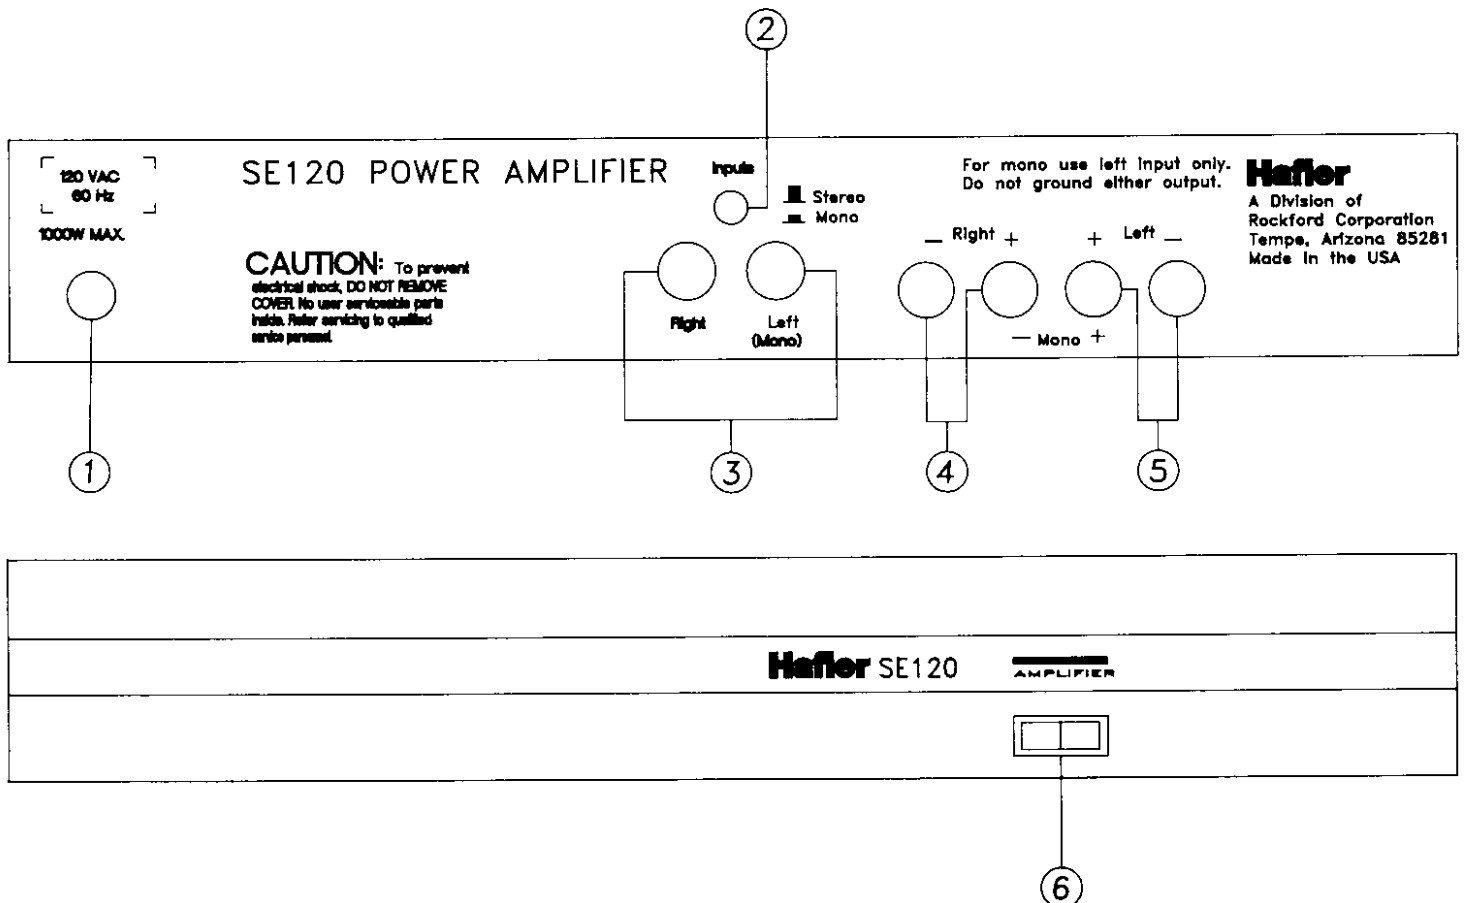 2
120 VAC
60 Hz
1000W MAX.
SE120 POWER AMPLIFIER
CAUTION: To prevent
electrical shock, DO NOT REMOVE
COVER. No user serviceable parts
inside. Refer servicing to qualified
service personnel.
Inputs
Stereo
Mono
Right
Left
(Mono)
For mono use left input only.
Do not ground either output.
— Right +
+ Left —
— Mono +
Hafler
A Division of
Rockford Corporation
Tempe, Arizona 85281
Made in the USA
1
3
4
5
Hafler SE120
AMPLIFIER
6